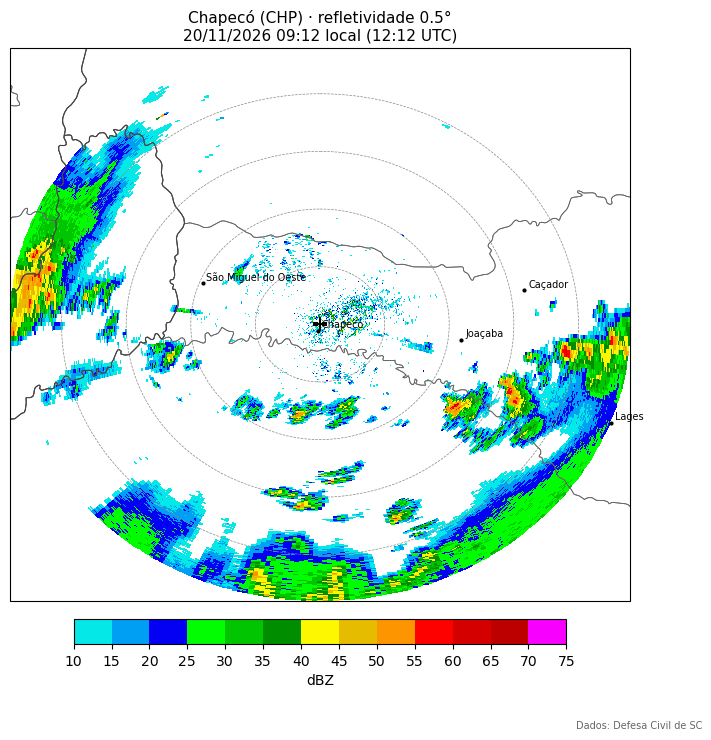 Chapecó (CHP) · refletividade 0.5°
20/11/2026 09:12 local (12:12 UTC)
São Miguel do Oeste
Caçador
Chapecó
Joaçaba
Lages
10 15 20 25 30 35 40 45 50 55 60 65 70 75
dBZ
Dados: Defesa Civil de SC